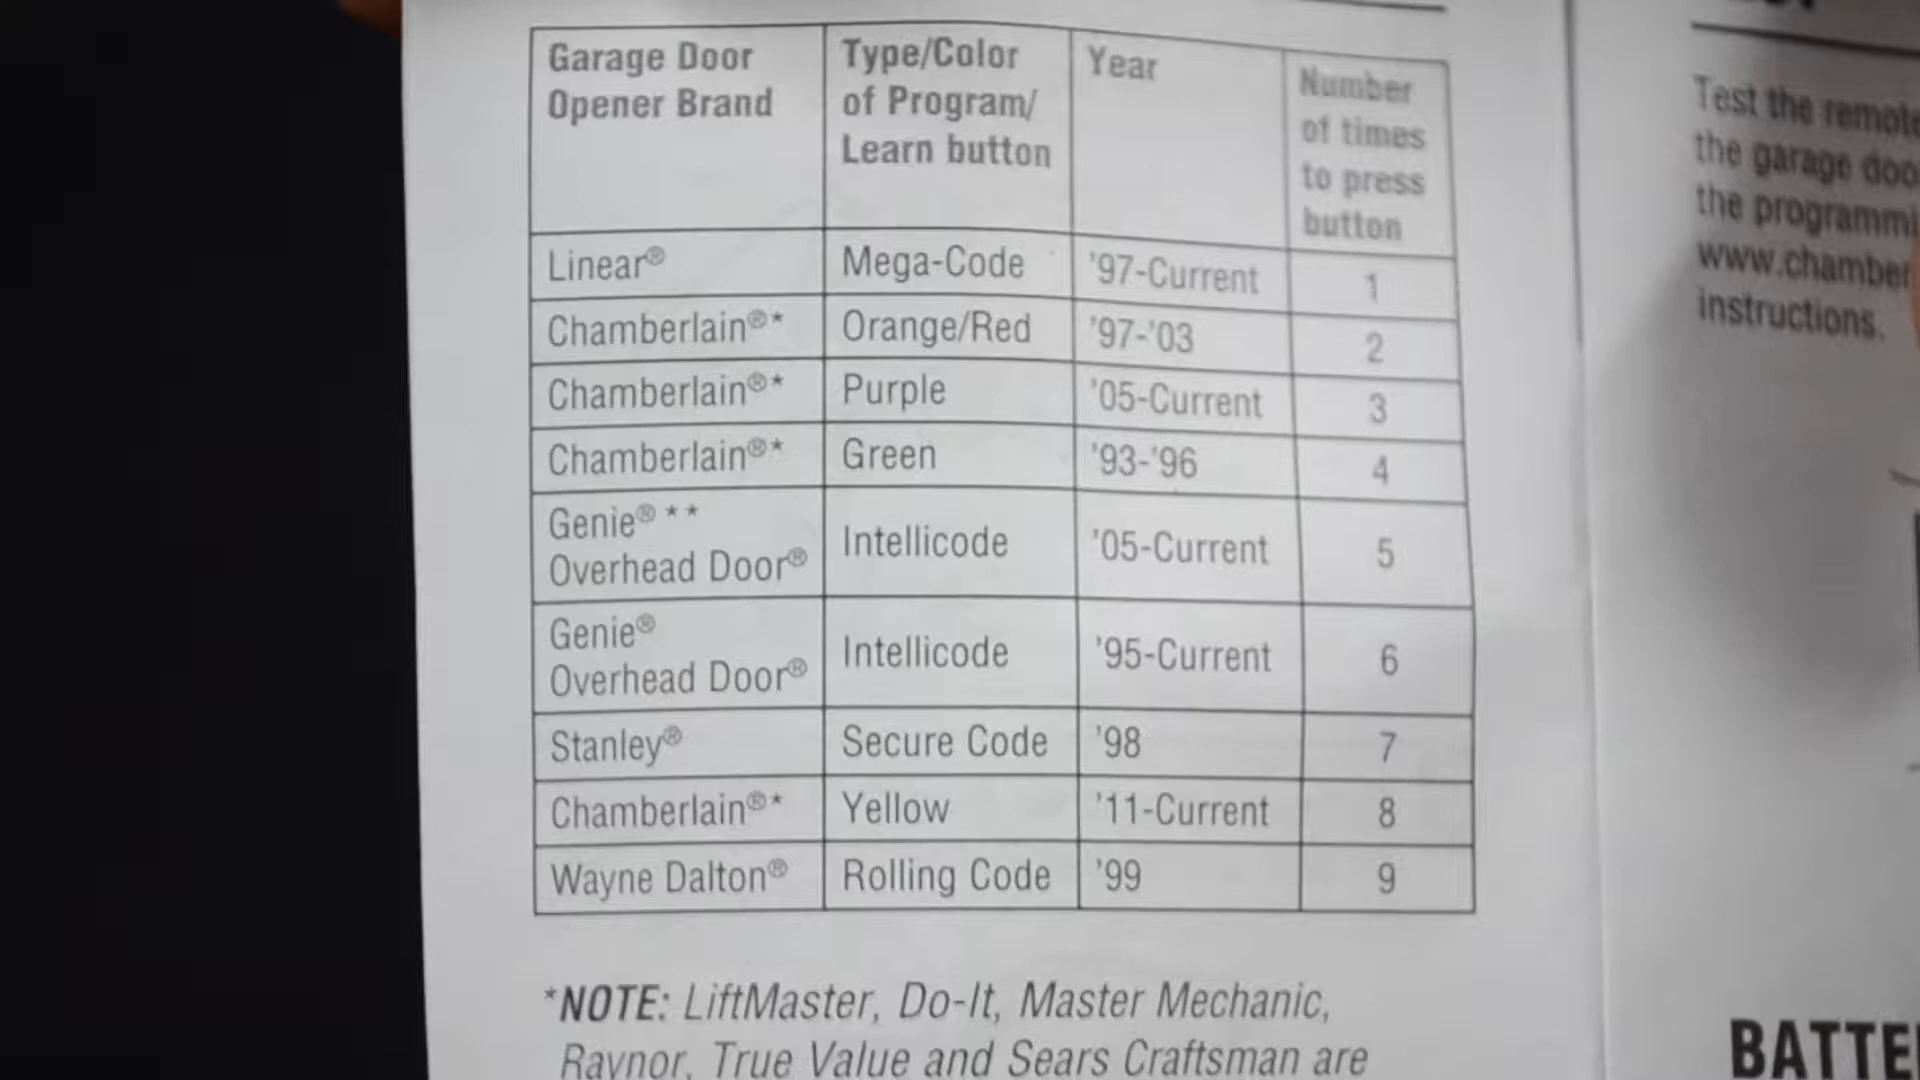 Garage Door
Opener Brand
Type/Color
of Program/
Learn button
Year
Number
of times
to press
button
Linear® Mega-Code '97-Current 1
Chamberlain®* Orange/Red '97-'03 2
Chamberlain®* Purple '05-Current 3
Chamberlain®* Green '93-'96 4
Genie®**
Overhead Door® Intellicode '05-Current 5
Genie®
Overhead Door® Intellicode '95-Current 6
Stanley® Secure Code '98 7
Chamberlain®* Yellow '11-Current 8
Wayne Dalton® Rolling Code '99 9
*NOTE: LiftMaster, Do-It, Master Mechanic,
Raynor, True Value and Sears Craftsman are
Test the remote
the garage doo
the programmi
www.chamber
instructions.
BATTE